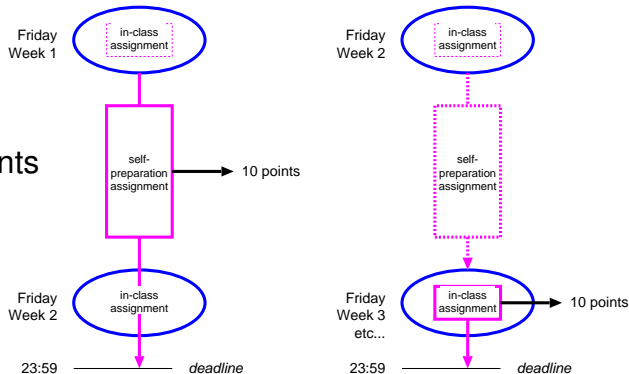 Friday
Week 1
in-class
assignment
self-
preparation
assignment
10 points
Friday
Week 2
in-class
assignment
23:59
deadline
Friday
Week 2
in-class
assignment
self-
preparation
assignment
Friday
Week 3
etc...
in-class
assignment
10 points
23:59
deadline